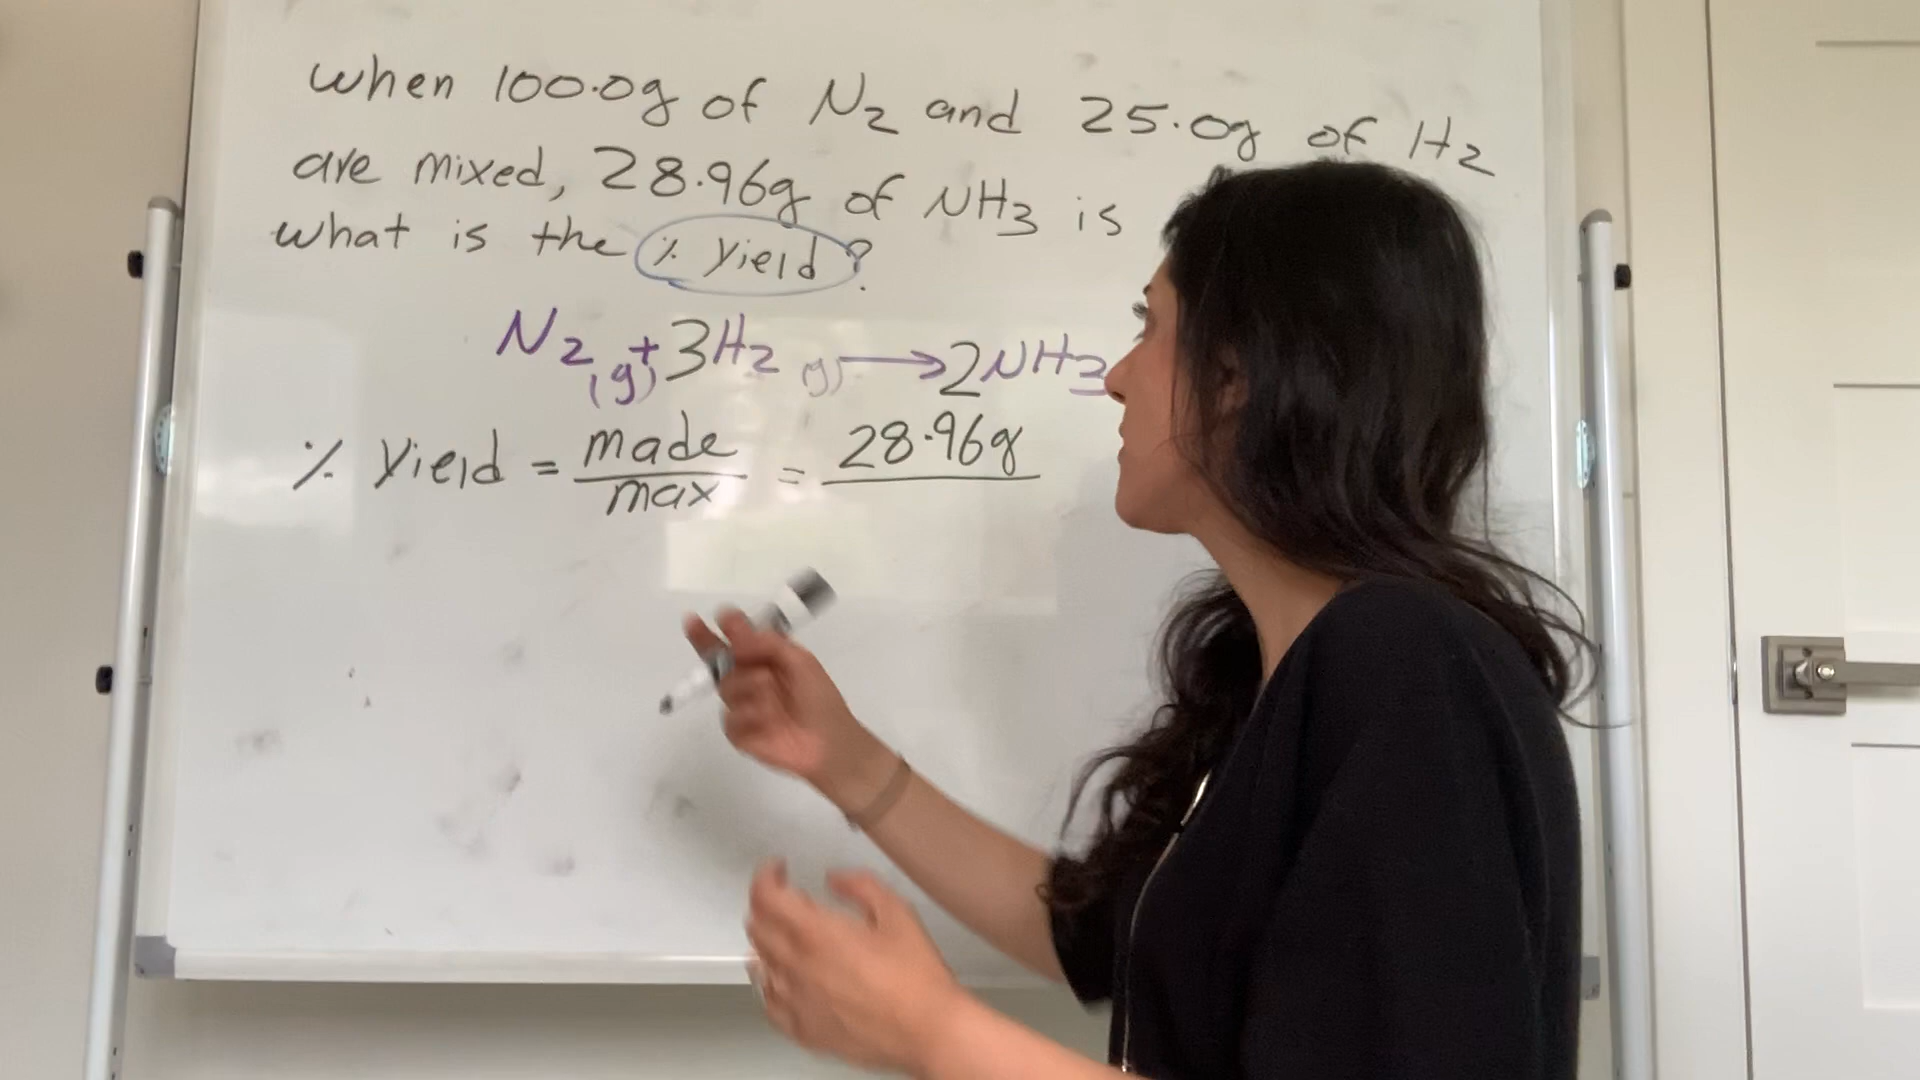 when 100.0g of N2 and 25.0g of H2
are mixed, 28.96g of NH3 is
what is the % Yield?
N2(g) + 3H2(g) → 2NH3
% Yield = made/max = 28.96g